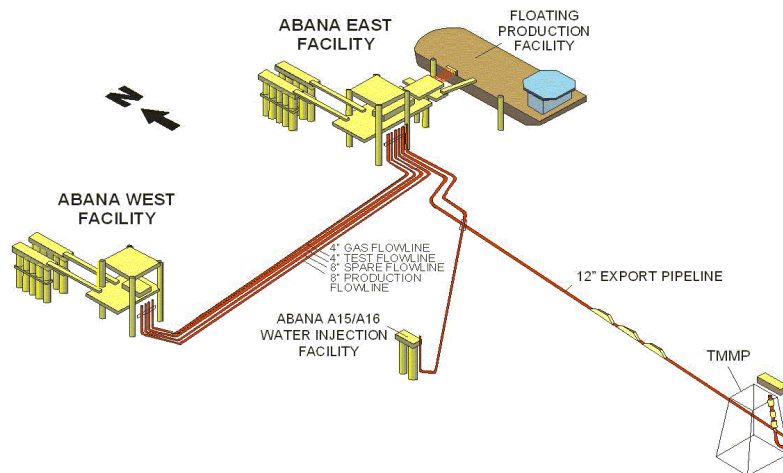 ABANA EAST
FACILITY
FLOATING
PRODUCTION
FACILITY
N
ABANA WEST
FACILITY
4" GAS FLOWLINE
4" TEST FLOWLINE
8" SPARE FLOWLINE
8" PRODUCTION
FLOWLINE
12" EXPORT PIPELINE
ABANA A15/A16
WATER INJECTION
FACILITY
TMMP